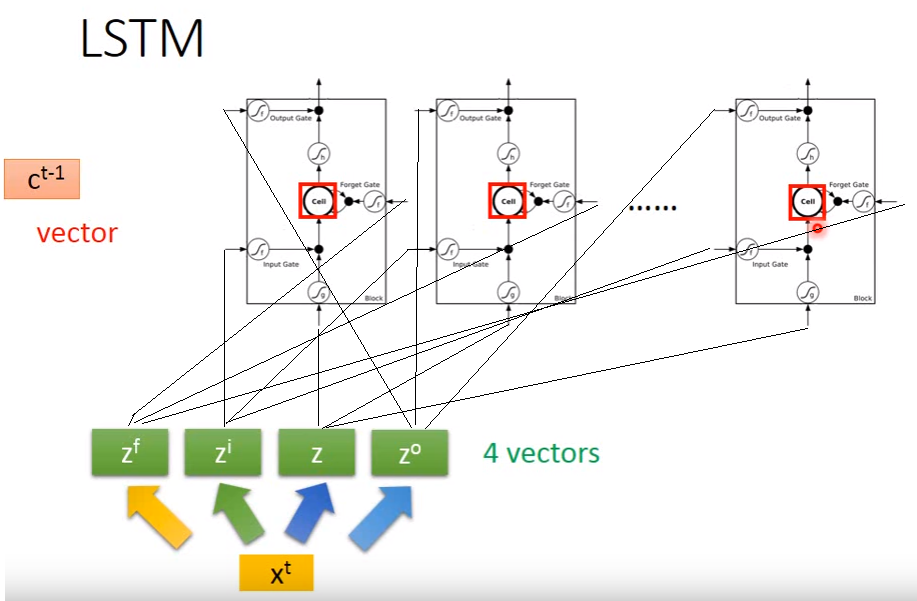 LSTM
Output Gate
h
Forget Gate
Cell
f
f
Input Gate
g
Block
f
Output Gate
h
Forget Gate
Cell
f
f
Input Gate
g
Block
f
......
Output Gate
h
Forget Gate
Cell
f
f
Input Gate
g
Block
f
c^t-1
vector
z^f
z^i
z
z^o
4 vectors
x^t